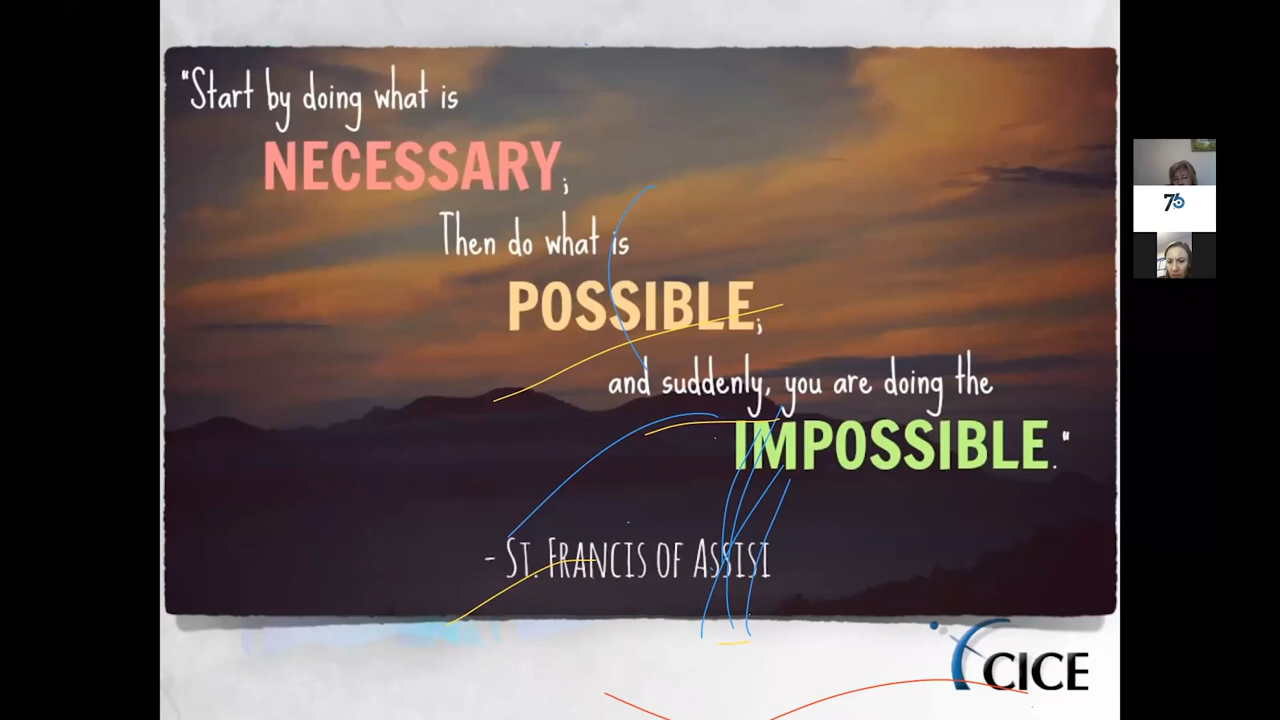 "Start by doing what is
NECESSARY;
Then do what is
POSSIBLE;
and suddenly, you are doing the
IMPOSSIBLE."
- ST. FRANCIS OF ASSISI
CICE
76